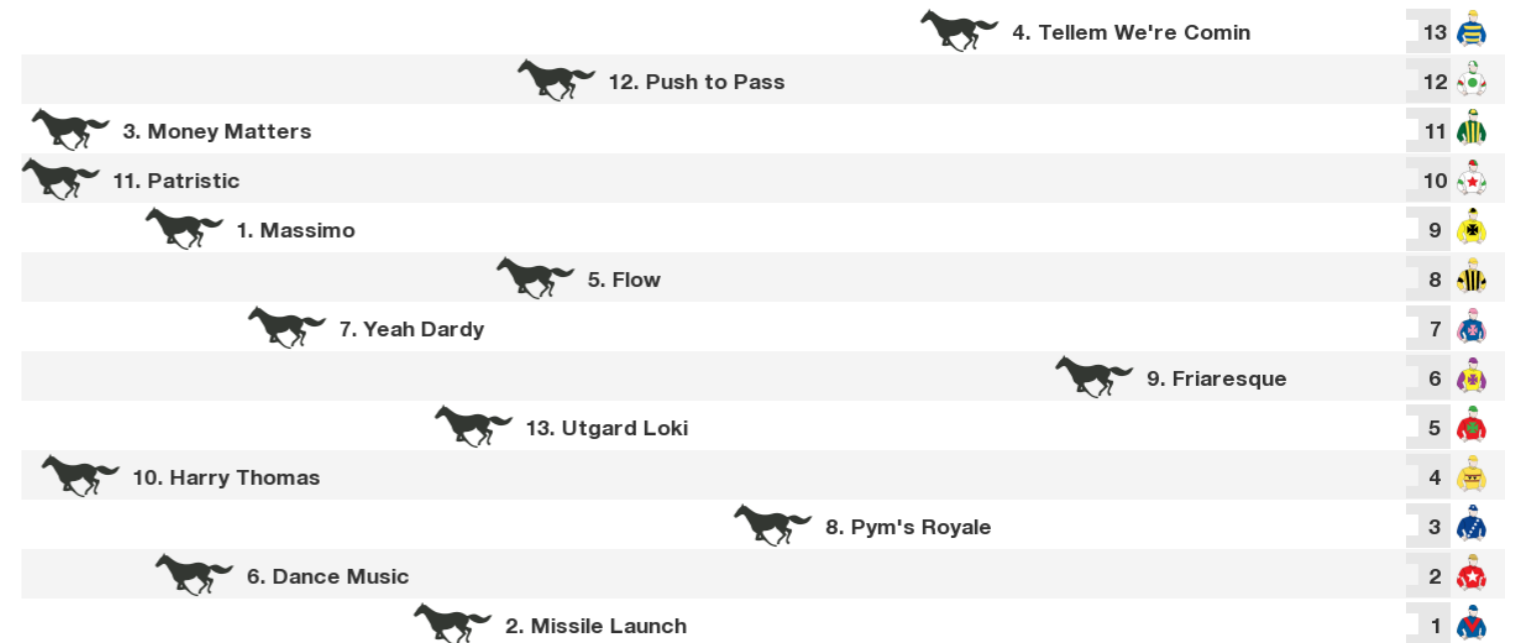 4. Tellem We're Comin 13
12. Push to Pass 12
3. Money Matters 11
11. Patristic 10
1. Massimo 9
5. Flow 8
7. Yeah Dardy 7
9. Friaresque 6
13. Utgard Loki 5
10. Harry Thomas 4
8. Pym's Royale 3
6. Dance Music 2
2. Missile Launch 1